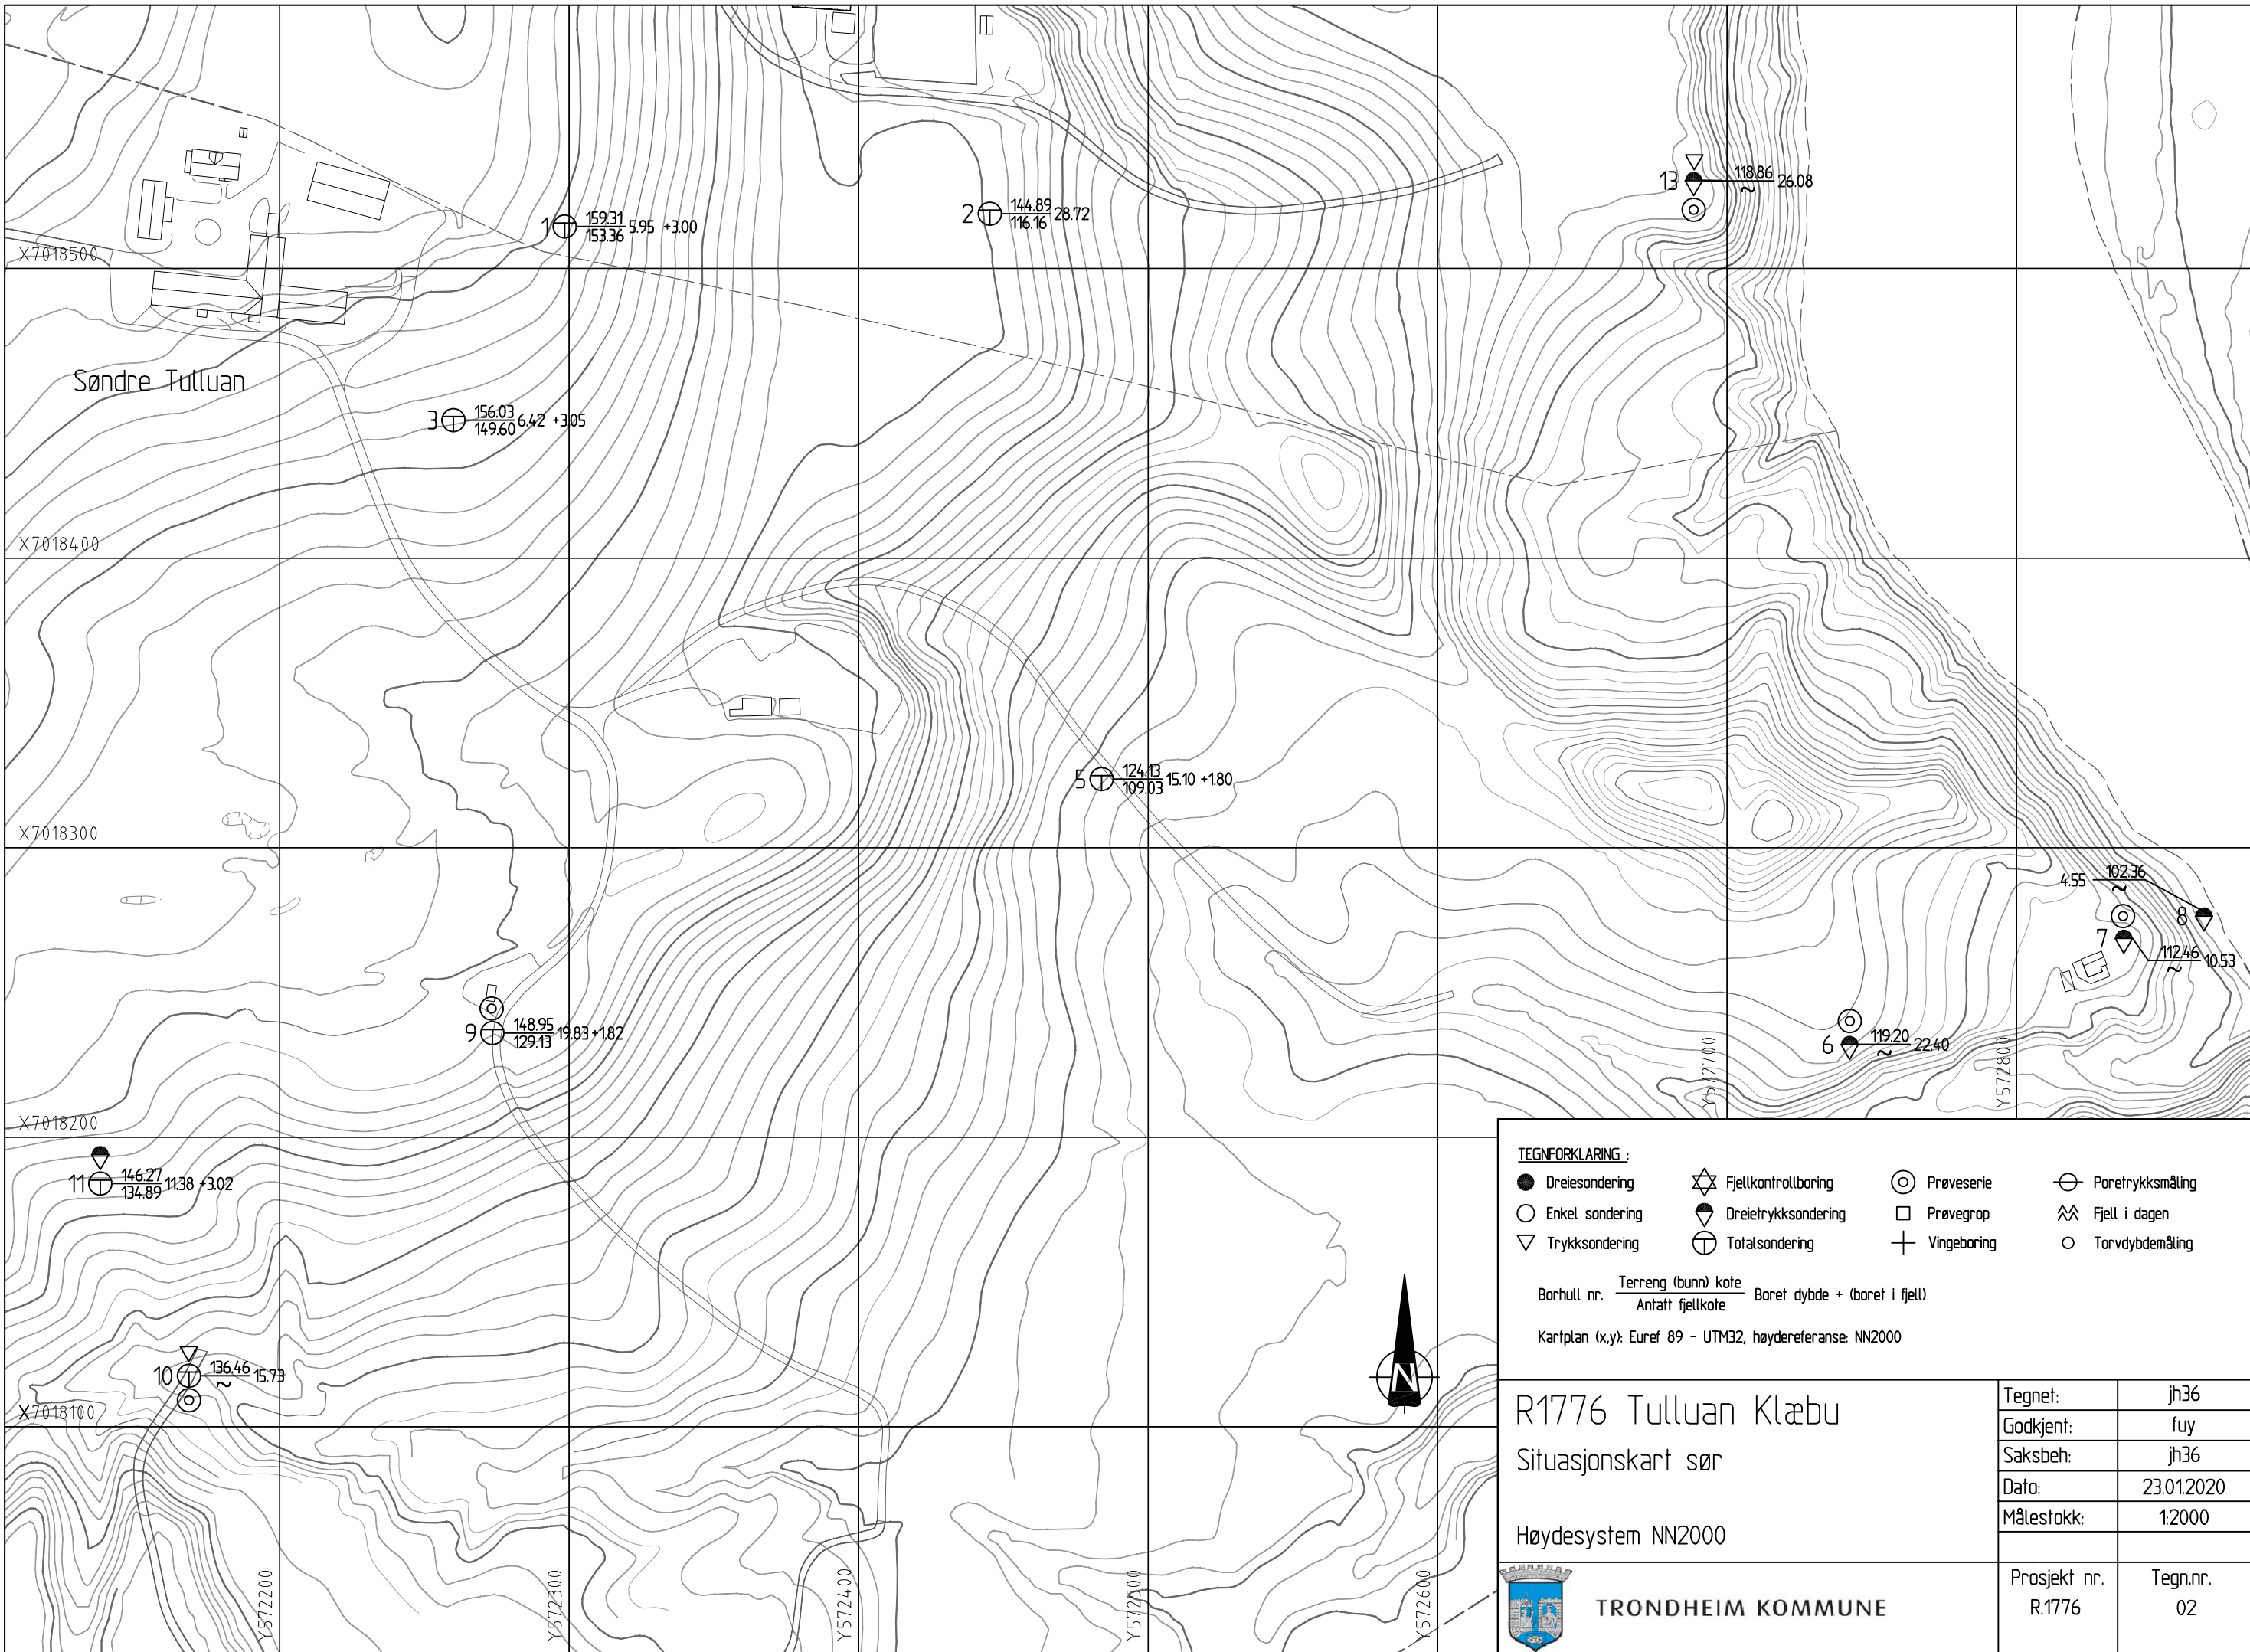 13 118.86 ~ 26.08
1 159.31 153.36 5.95 +3.00
2 144.89 116.16 28.72
X7018500
Søndre Tulluan
3 156.03 149.60 6.42 +3.05
X7018400
5 124.13 109.03 15.10 +1.80
X7018300
4.55 102.36 ~ 8
7 112.46 ~ 10.53
9 148.95 129.13 19.83 +1.82
6 119.20 ~ 22.40
Y572700
Y572800
X7018200
11 146.27 134.89 11.38 +3.02
10 136.46 ~ 15.73
X7018100
N
Y572200
Y572300
Y572400
Y572500
Y572600
TEGNFORKLARING :
Dreiesondering Fjellkontrollboring Prøveserie Poretrykksmåling
Enkel sondering Dreietrykksondering Prøvegrop Fjell i dagen
Trykksondering Totalsondering Vingeboring Torvdybdemåling
Borhull nr. Terreng (bunn) kote Boret dybde + (boret i fjell)
Antatt fjellkote
Kartplan (x,y): Euref 89 - UTM32, høydereferanse: NN2000
R1776 Tulluan Klæbu
Situasjonskart sør
Høydesystem NN2000
Tegnet: jh36
Godkjent: fuy
Saksbeh: jh36
Dato: 23.01.2020
Målestokk: 1:2000
TRONDHEIM KOMMUNE
Prosjekt nr. Tegn.nr.
R.1776 02